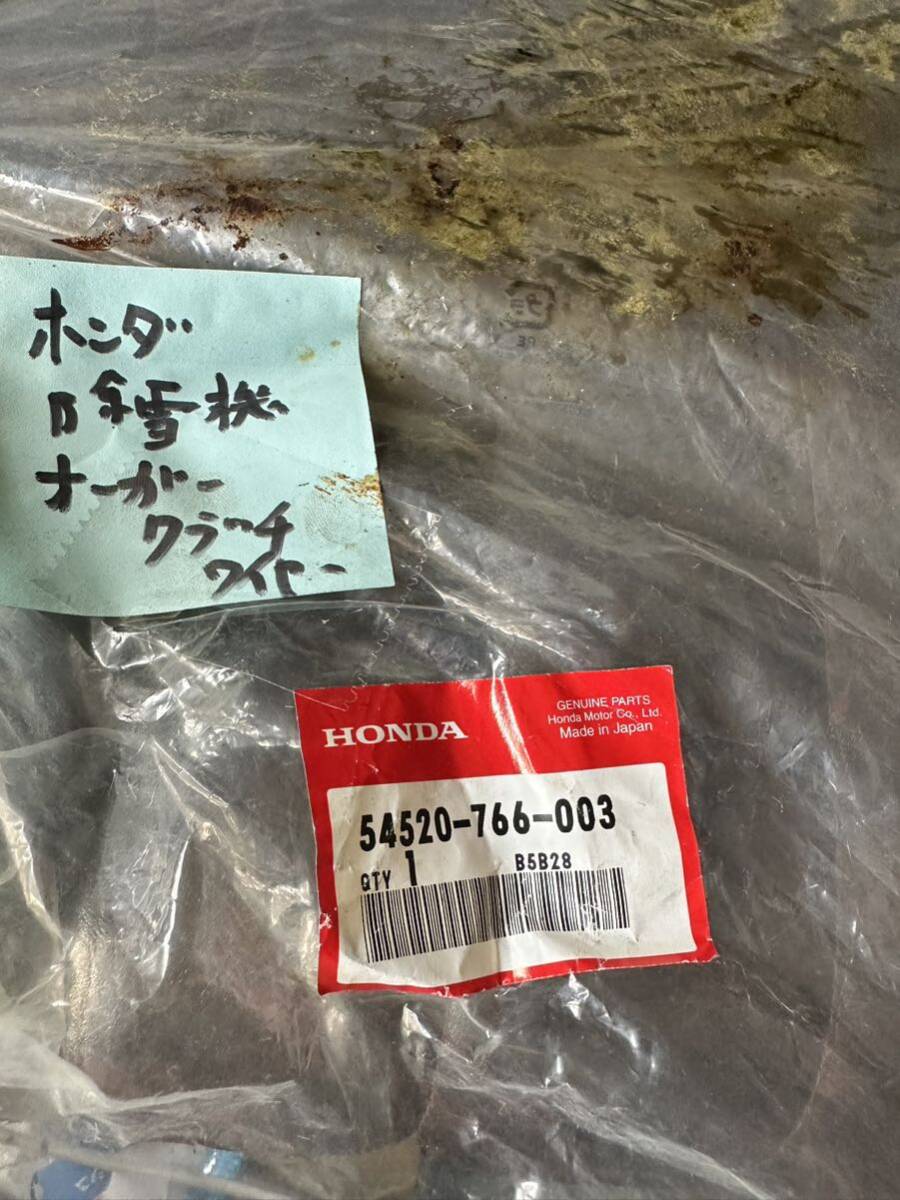 ホンダ
除雪機
オーガー
クラッチ
ワイヤー
HONDA
GENUINE PARTS
Honda Motor Co., Ltd.
Made in Japan
54520-766-003
QTY 1 B5B28